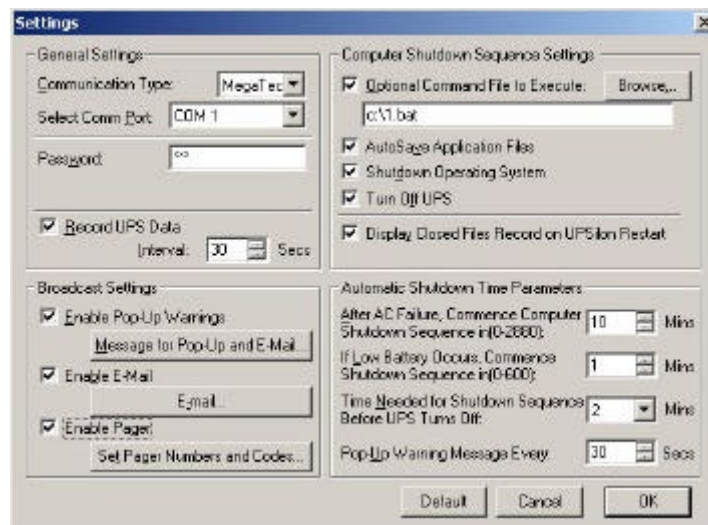 Settings
General Settings
Communication Type: MegaTec
Select Comm Port: COM 1
Password: **
Record UPS Data
Interval: 30 Secs
Broadcast Settings
Enable Pop-Up Warnings
Message for Pop-Up and E-Mail...
Enable E-Mail
E-mail...
Enable Pager
Set Pager Numbers and Codes...
Computer Shutdown Sequence Settings
Optional Command File to Execute: Browse...
c:\1.bat
AutoSave Application Files
Shutdown Operating System
Turn Off UPS
Display Closed Files Record on UPSilon Restart
Automatic Shutdown Time Parameters
After AC Failure, Commence Computer
Shutdown Sequence in(0-2880): 10 Mins
If Low Battery Occurs, Commence
Shutdown Sequence in(0-600): 1 Mins
Time Needed for Shutdown Sequence
Before UPS Turns Off: 2 Mins
Pop-Up Warning Message Every: 30 Secs
Default Cancel OK